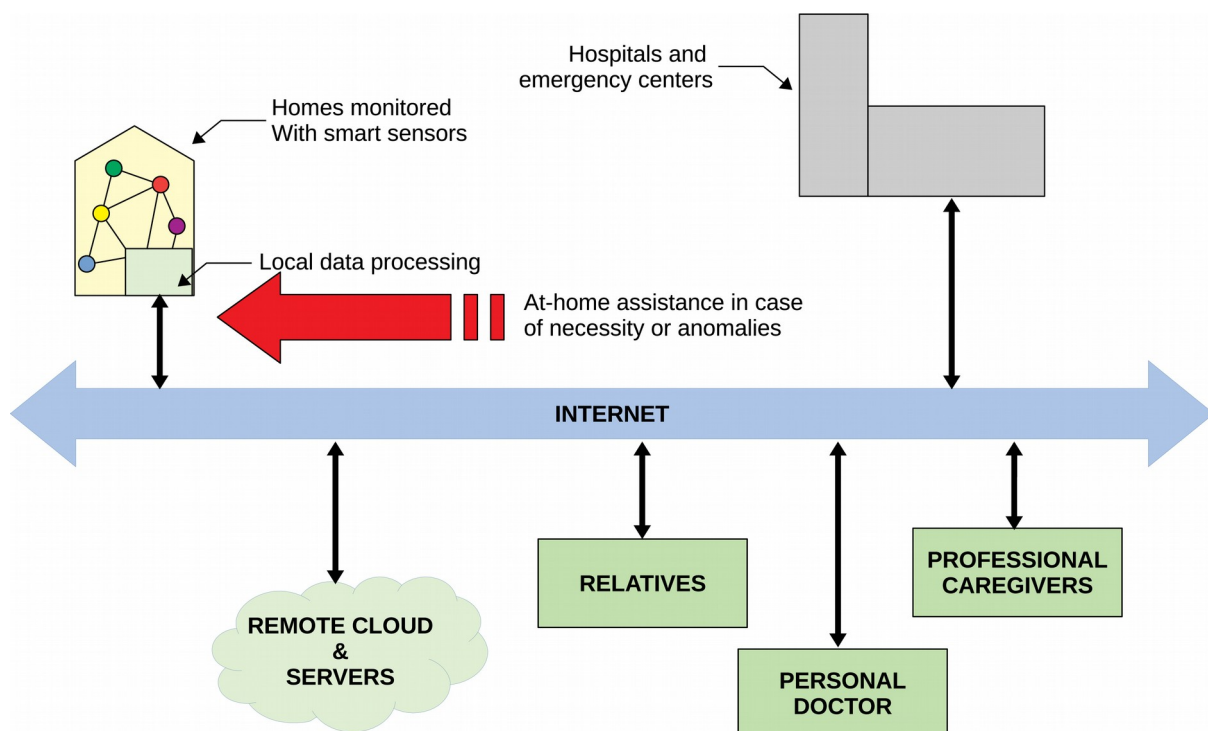 Hospitals and
emergency centers
Homes monitored
With smart sensors
Local data processing
At-home assistance in case
of necessity or anomalies
INTERNET
RELATIVES
PROFESSIONAL
CAREGIVERS
REMOTE CLOUD
&
SERVERS
PERSONAL
DOCTOR